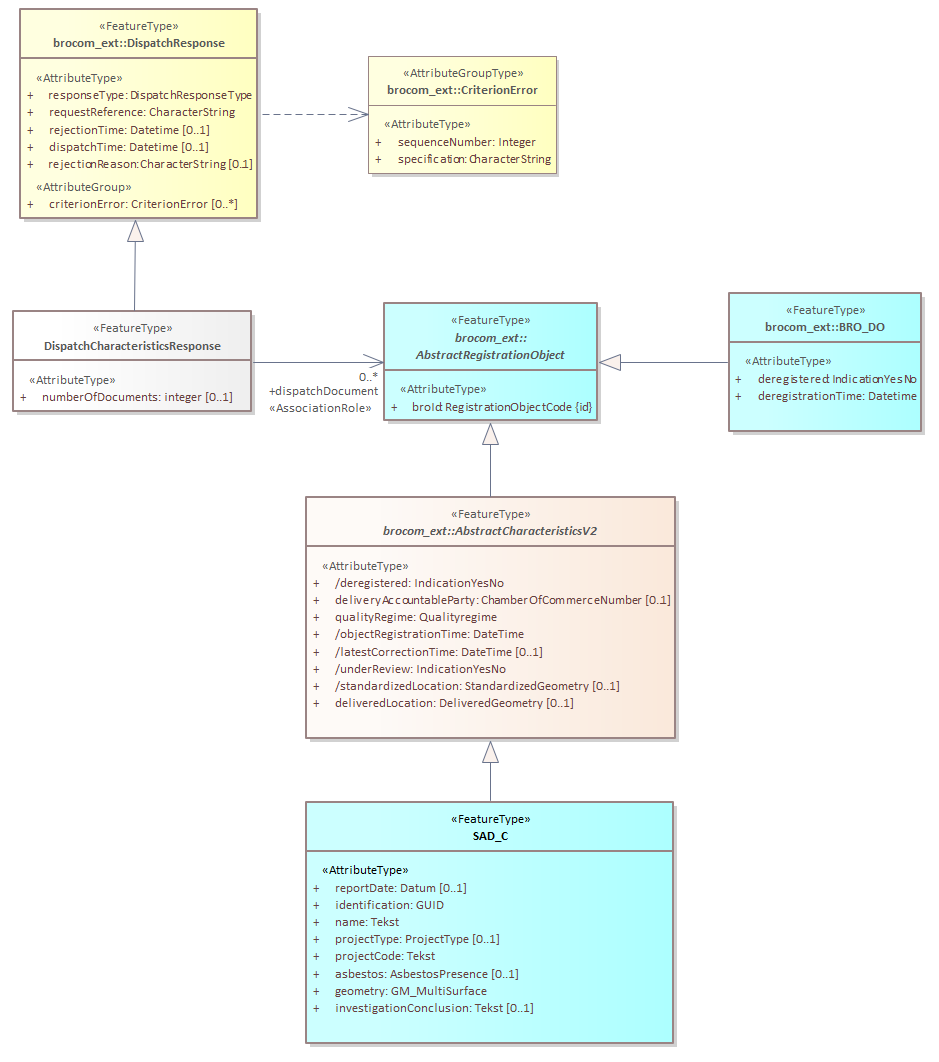 «FeatureType»
brocom_ext::DispatchResponse
«AttributeType»
+ responseType: DispatchResponseType
+ requestReference: CharacterString
+ rejectionTime: Datetime [0..1]
+ dispatchTime: Datetime [0..1]
+ rejectionReason:CharacterString [0.1]
«AttributeGroup»
+ criterionError: CriterionError [0..*]
«AttributeGroupType»
brocom_ext::CriterionError
«AttributeType»
+ sequenceNumber: Integer
+ specification: CharacterString
«FeatureType»
DispatchCharacteristicsResponse
«AttributeType»
+ numberOfDocuments: integer [0..1]
0..*
+dispatchDocument
«AssociationRole»
«FeatureType»
brocom_ext::
AbstractRegistrationObject
«AttributeType»
+ broId: RegistrationObjectCode {id}
«FeatureType»
brocom_ext::BRO_DO
«AttributeType»
+ deregistered: IndicationYesNo
+ deregistrationTime: Datetime
«FeatureType»
brocom_ext::AbstractCharacteristicsV2
«AttributeType»
+ /deregistered: IndicationYesNo
+ deliveryAccountableParty: ChamberOfCommerceNumber [0.1]
+ qualityRegime: Qualityregime
+ /objectRegistrationTime: DateTime
+ /latestCorrectionTime: DateTime [0..1]
+ /underReview: IndicationYesNo
+ /standardizedLocation: StandardizedGeometry [0..1]
+ deliveredLocation: DeliveredGeometry [0..1]
«FeatureType»
SAD_C
«AttributeType»
+ reportDate: Datum [0..1]
+ identification: GUID
+ name: Tekst
+ projectType: ProjectType [0..1]
+ projectCode: Tekst
+ asbestos: AsbestosPresence [0..1]
+ geometry: GM_MultiSurface
+ investigationConclusion: Tekst [0..1]